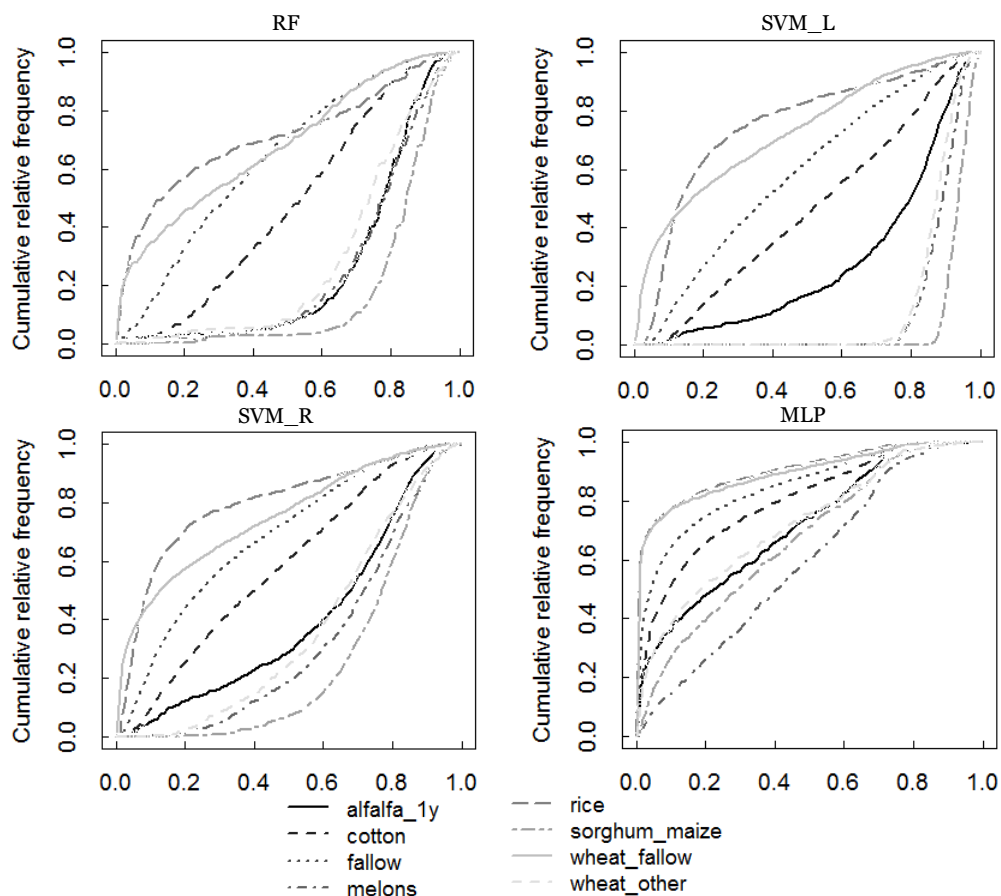 RF
SVM_L
Cumulative relative frequency
0.0 0.2 0.4 0.6 0.8 1.0
0.0 0.2 0.4 0.6 0.8 1.0
Cumulative relative frequency
0.0 0.2 0.4 0.6 0.8 1.0
0.0 0.2 0.4 0.6 0.8 1.0
SVM_R
MLP
Cumulative relative frequency
0.0 0.2 0.4 0.6 0.8 1.0
0.0 0.2 0.4 0.6 0.8 1.0
Cumulative relative frequency
0.0 0.2 0.4 0.6 0.8 1.0
0.0 0.2 0.4 0.6 0.8 1.0
alfalfa_1y
cotton
fallow
melons
rice
sorghum_maize
wheat_fallow
wheat_other